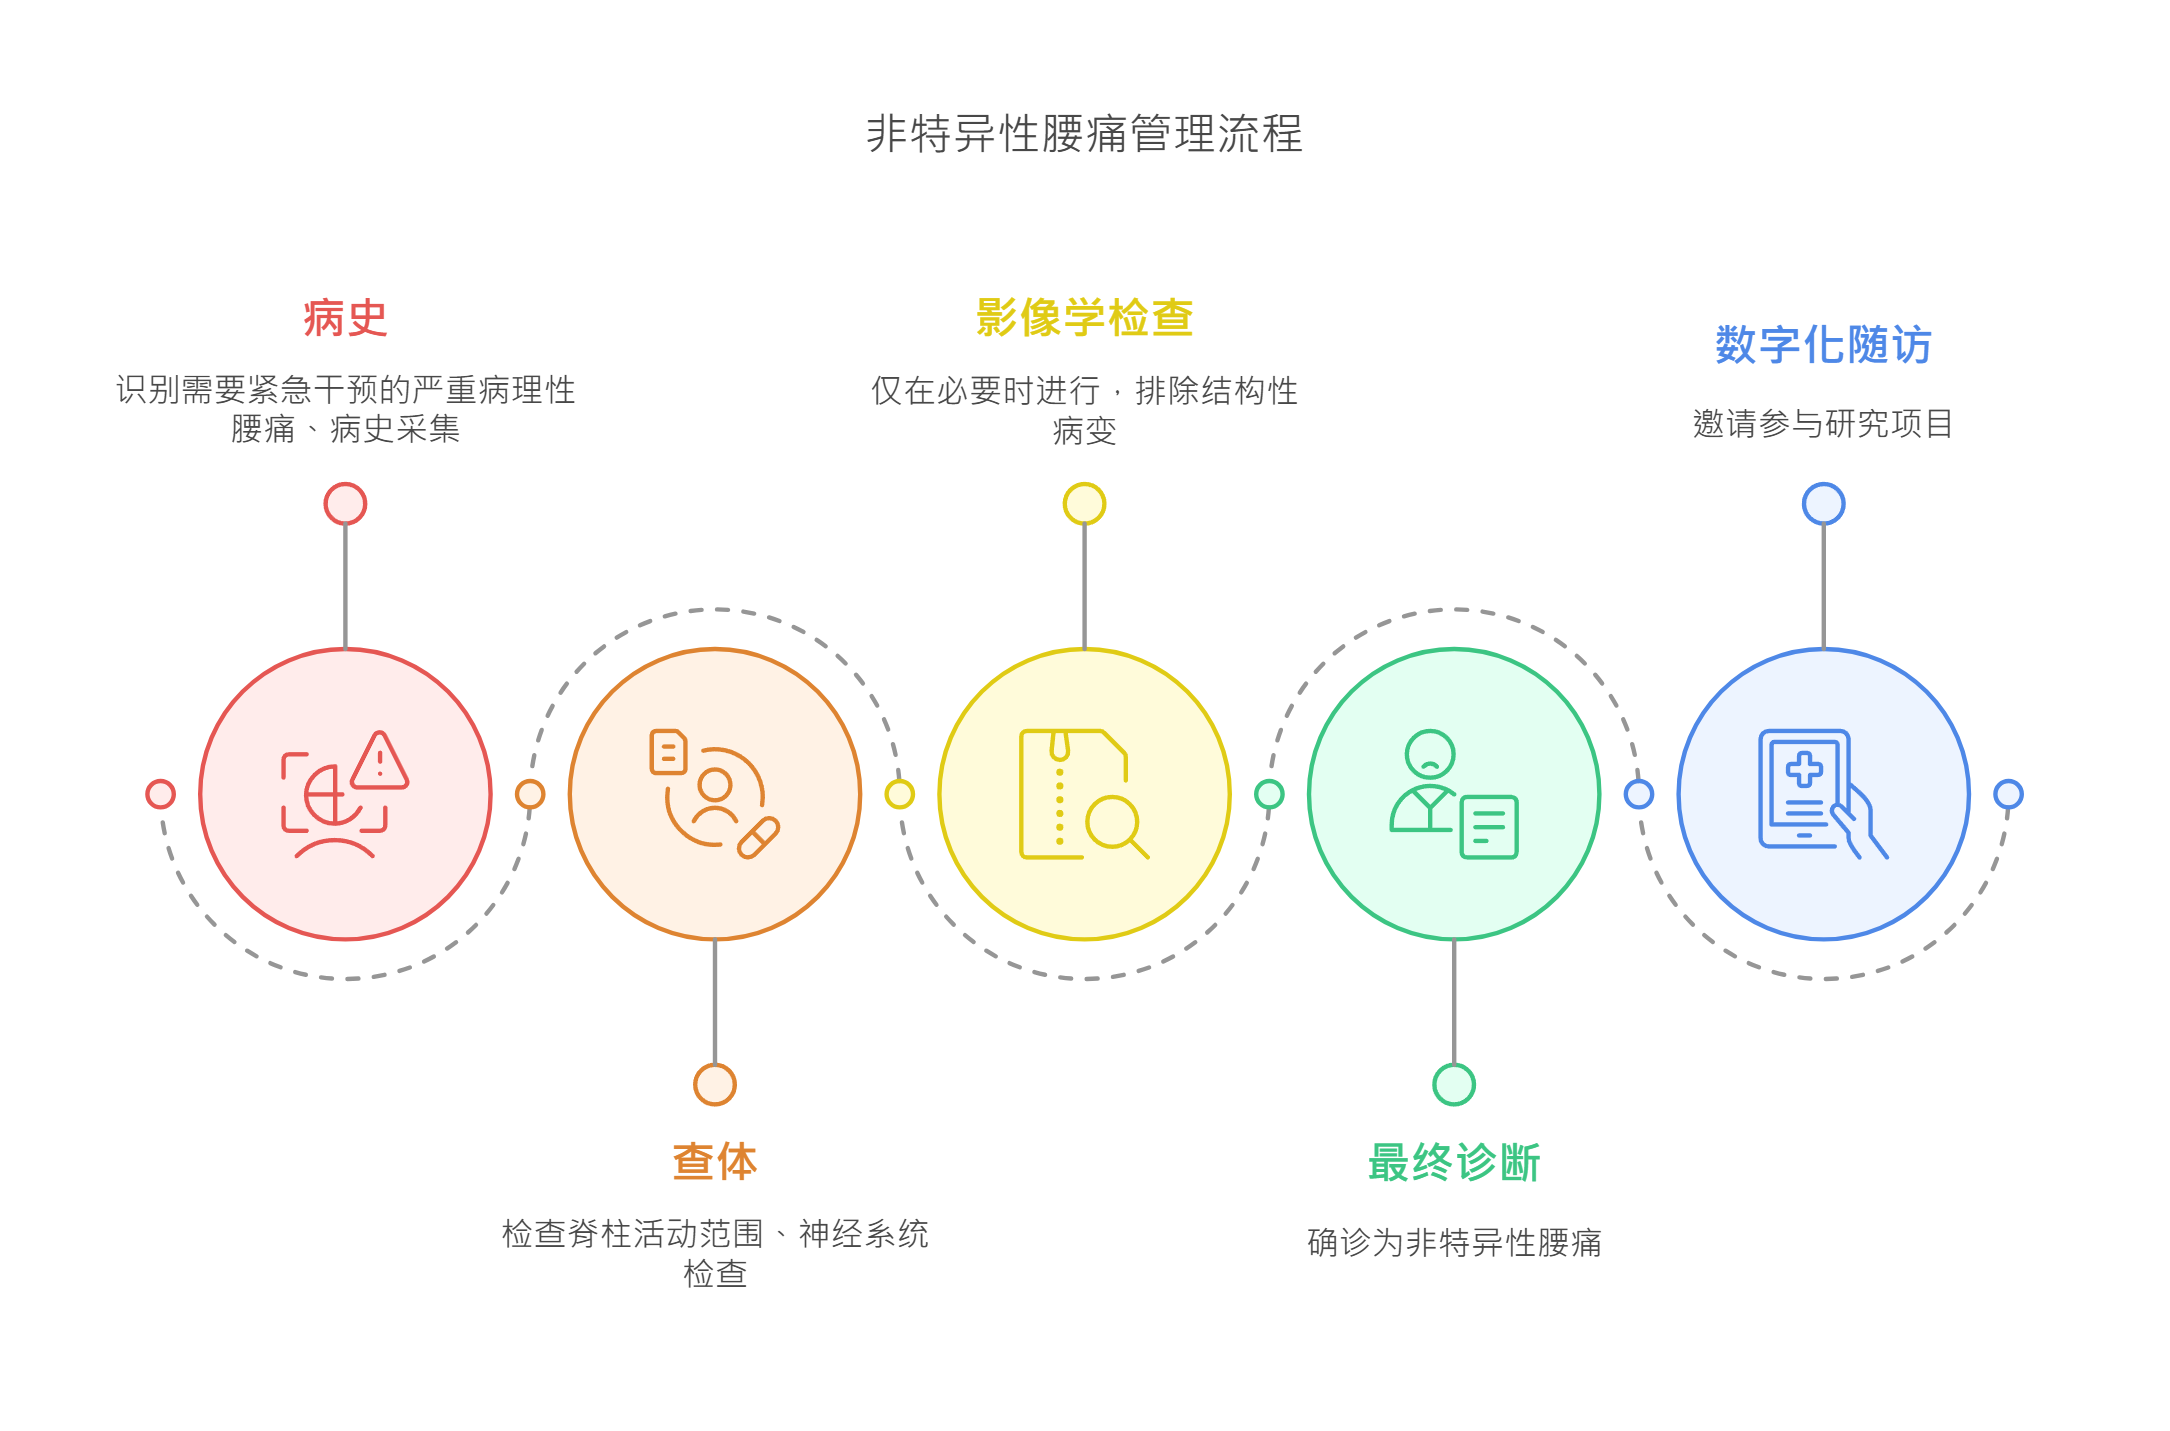 非特异性腰痛管理流程
病史
识别需要紧急干预的严重病理性
腰痛、病史采集
影像学检查
仅在必要时进行，排除结构性
病变
数字化随访
邀请参与研究项目
查体
检查脊柱活动范围、神经系统
检查
最终诊断
确诊为非特异性腰痛